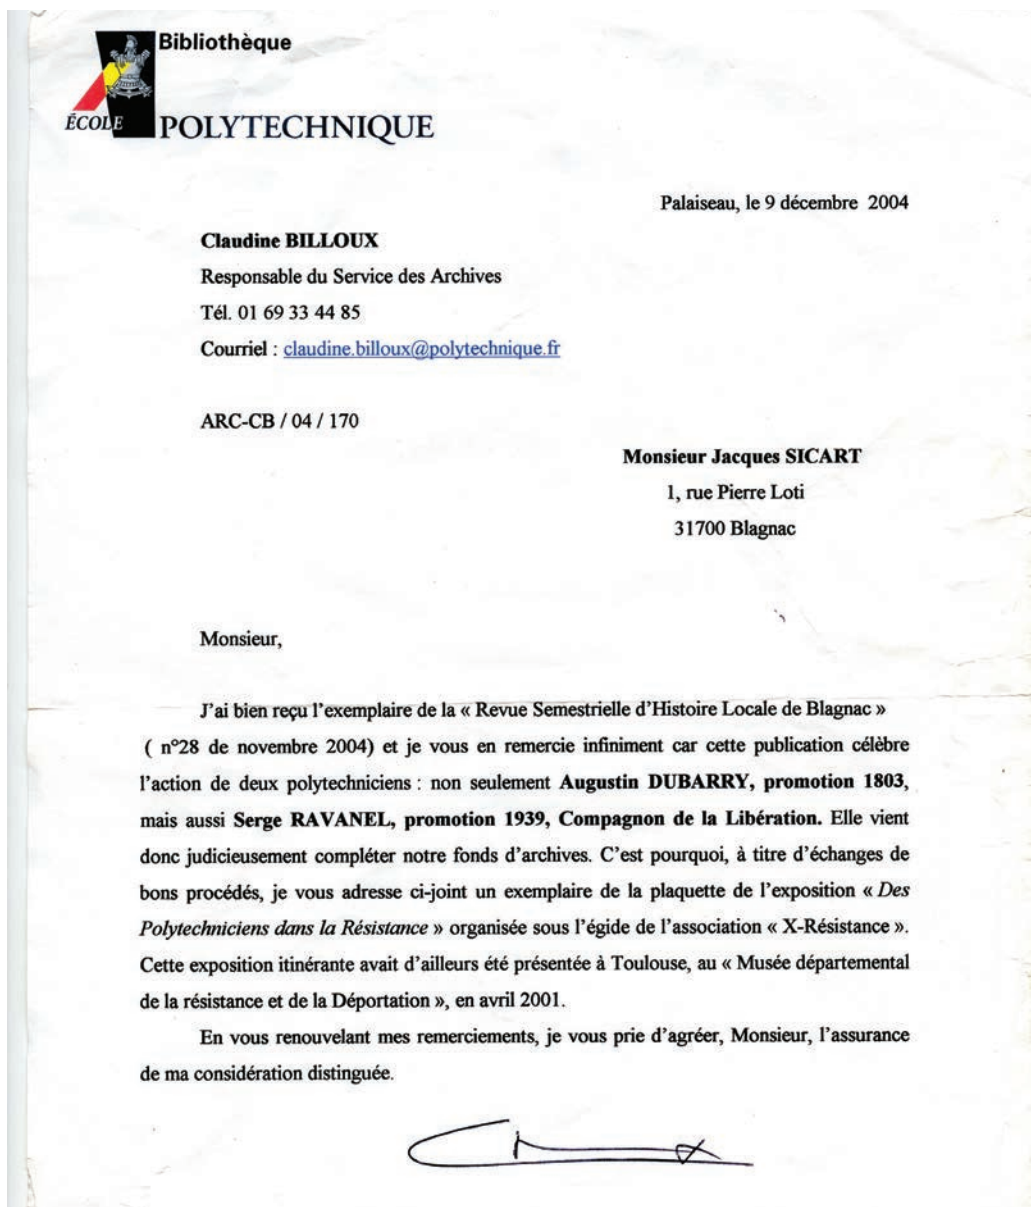 Bibliothèque
ÉCOLE POLYTECHNIQUE
Palaiseau, le 9 décembre 2004
Claudine BILLOUX
Responsable du Service des Archives
Tél. 01 69 33 44 85
Courriel : claudine.billoux@polytechnique.fr
ARC-CB / 04 / 170
Monsieur Jacques SICART
1, rue Pierre Loti
31700 Blagnac
Monsieur,
J'ai bien reçu l'exemplaire de la « Revue Semestrielle d'Histoire Locale de Blagnac »
( n°28 de novembre 2004) et je vous en remercie infiniment car cette publication célèbre
l'action de deux polytechniciens : non seulement Augustin DUBARRY, promotion 1803,
mais aussi Serge RAVANEL, promotion 1939, Compagnon de la Libération. Elle vient
donc judicieusement compléter notre fonds d'archives. C'est pourquoi, à titre d'échanges de
bons procédés, je vous adresse ci-joint un exemplaire de la plaquette de l'exposition « Des
Polytechniciens dans la Résistance » organisée sous l'égide de l'association « X-Résistance ».
Cette exposition itinérante avait d'ailleurs été présentée à Toulouse, au « Musée départemental
de la résistance et de la Déportation », en avril 2001.
En vous renouvelant mes remerciements, je vous prie d'agréer, Monsieur, l'assurance
de ma considération distinguée.